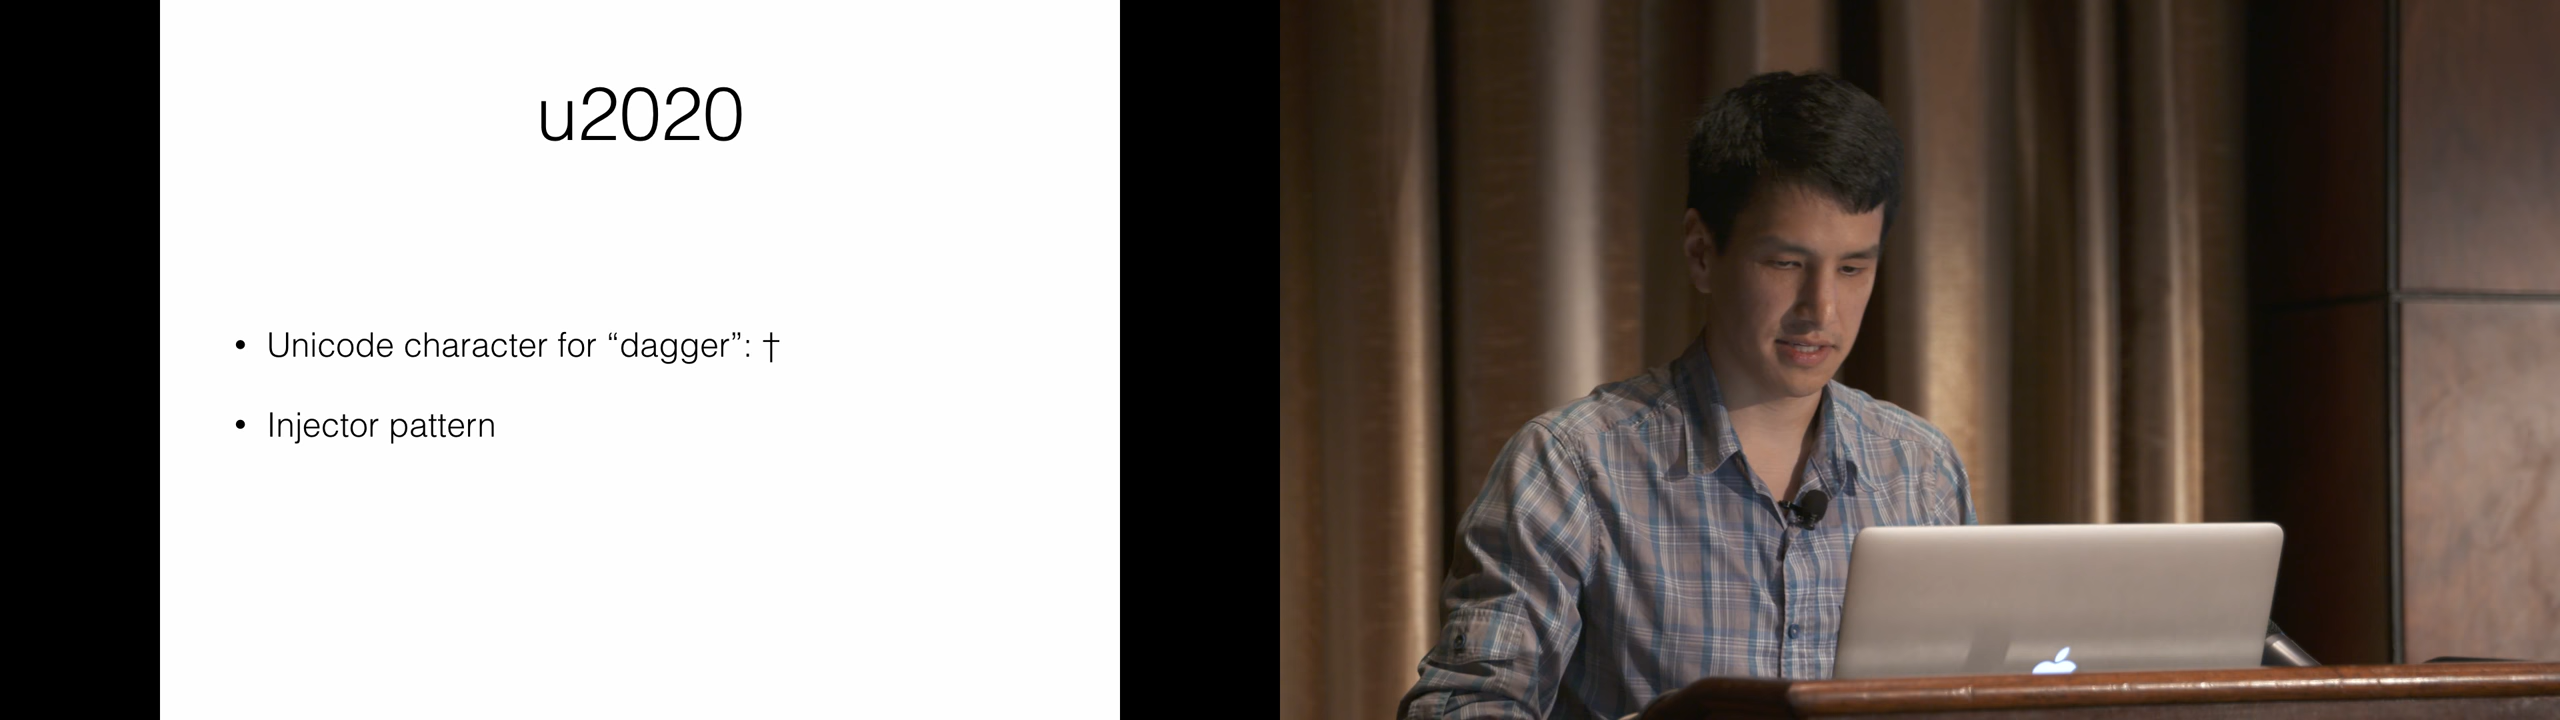 u2020
• Unicode character for “dagger”: †
• Injector pattern